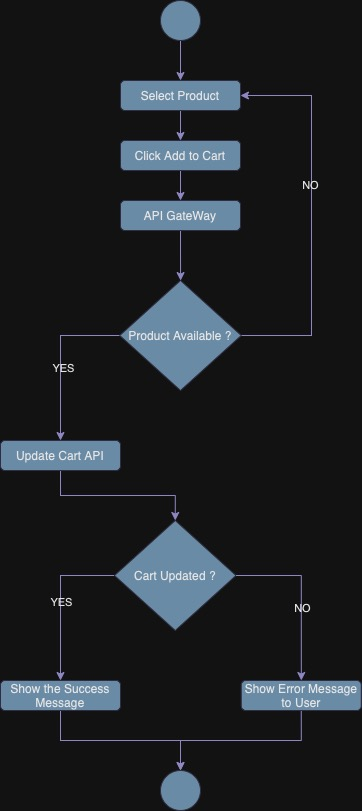 Select Product
Click Add to Cart
NO
API GateWay
Product Available ?
YES
Update Cart API
Cart Updated ?
YES
NO
Show the Success
Message
Show Error Message
to User